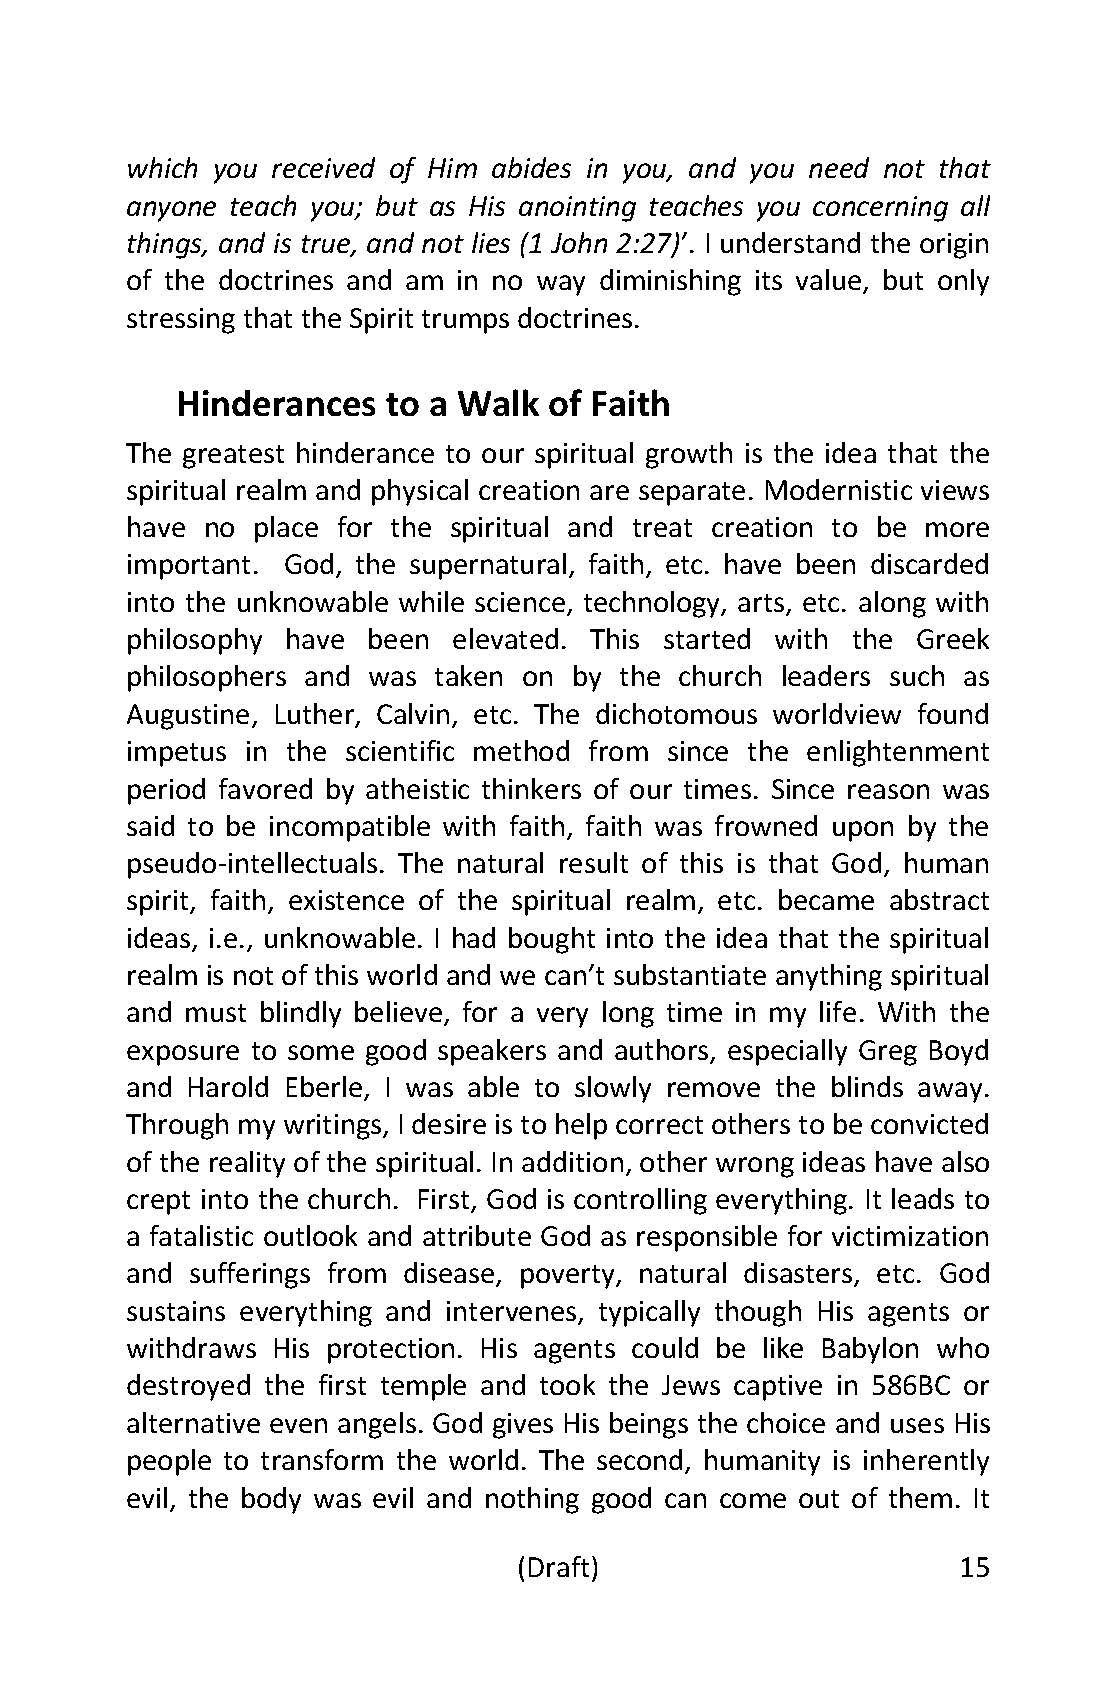 which you received of Him abides in you, and you need not that
anyone teach you; but as His anointing teaches you concerning all
things, and is true, and not lies (1 John 2:27)’. I understand the origin
of the doctrines and am in no way diminishing its value, but only
stressing that the Spirit trumps doctrines.
Hinderances to a Walk of Faith
The greatest hinderance to our spiritual growth is the idea that the
spiritual realm and physical creation are separate. Modernistic views
have no place for the spiritual and treat creation to be more
important. God, the supernatural, faith, etc. have been discarded
into the unknowable while science, technology, arts, etc. along with
philosophy have been elevated. This started with the Greek
philosophers and was taken on by the church leaders such as
Augustine, Luther, Calvin, etc. The dichotomous worldview found
impetus in the scientific method from since the enlightenment
period favored by atheistic thinkers of our times. Since reason was
said to be incompatible with faith, faith was frowned upon by the
pseudo-intellectuals. The natural result of this is that God, human
spirit, faith, existence of the spiritual realm, etc. became abstract
ideas, i.e., unknowable. I had bought into the idea that the spiritual
realm is not of this world and we can’t substantiate anything spiritual
and must blindly believe, for a very long time in my life. With the
exposure to some good speakers and authors, especially Greg Boyd
and Harold Eberle, I was able to slowly remove the blinds away.
Through my writings, I desire is to help correct others to be convicted
of the reality of the spiritual. In addition, other wrong ideas have also
crept into the church. First, God is controlling everything. It leads to
a fatalistic outlook and attribute God as responsible for victimization
and sufferings from disease, poverty, natural disasters, etc. God
sustains everything and intervenes, typically though His agents or
withdraws His protection. His agents could be like Babylon who
destroyed the first temple and took the Jews captive in 586BC or
alternative even angels. God gives His beings the choice and uses His
people to transform the world. The second, humanity is inherently
evil, the body was evil and nothing good can come out of them. It
(Draft) 15